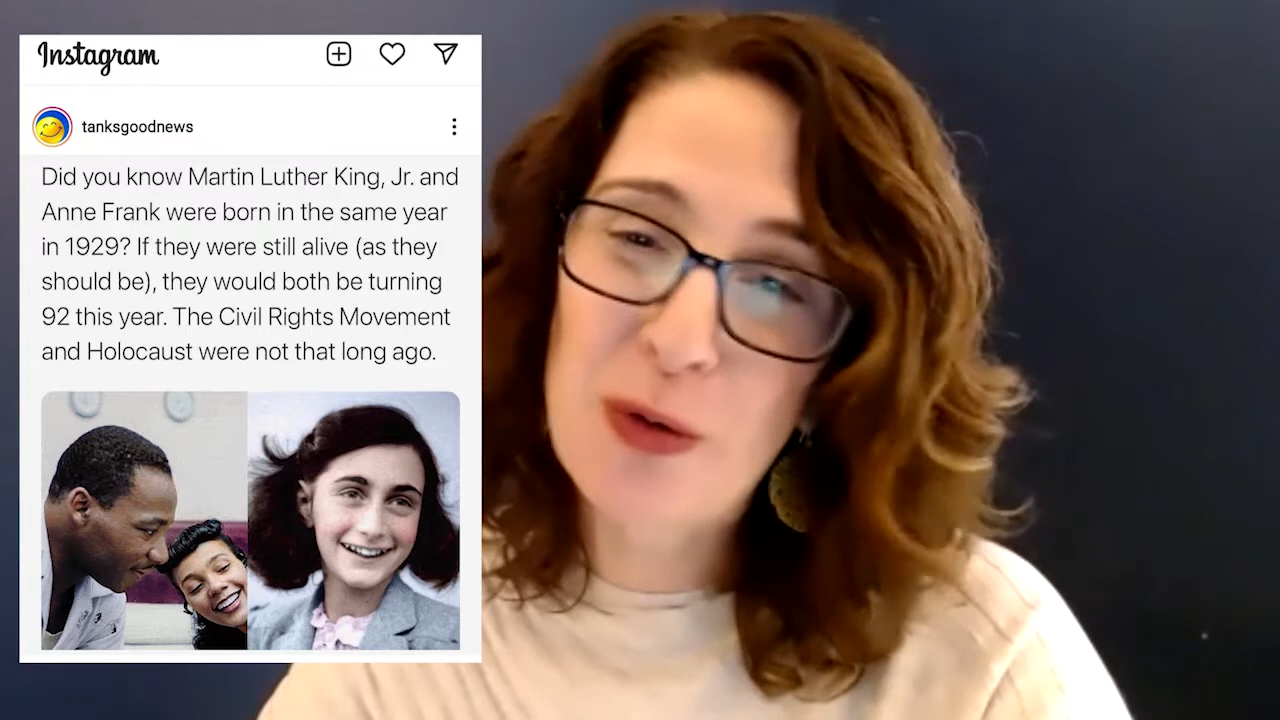 Instagram
tanksgoodnews
Did you know Martin Luther King, Jr. and
Anne Frank were born in the same year
in 1929? If they were still alive (as they
should be), they would both be turning
92 this year. The Civil Rights Movement
and Holocaust were not that long ago.